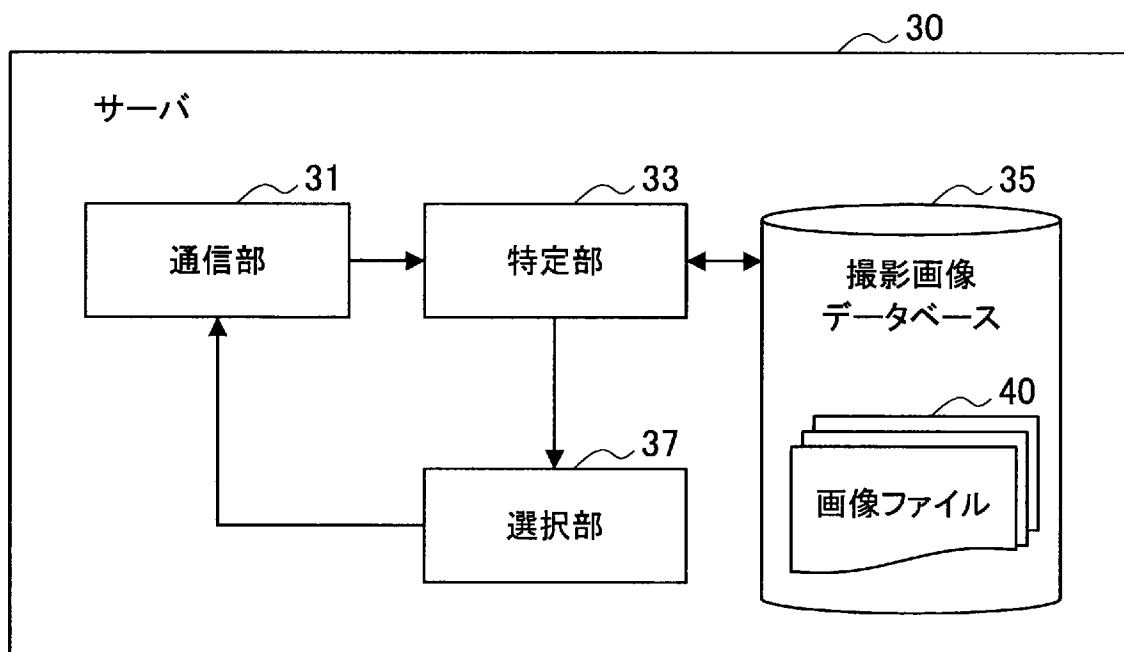 30
サーバ
31
33
35
通信部
特定部
撮影画像
データベース
37
40
選択部
画像ファイル